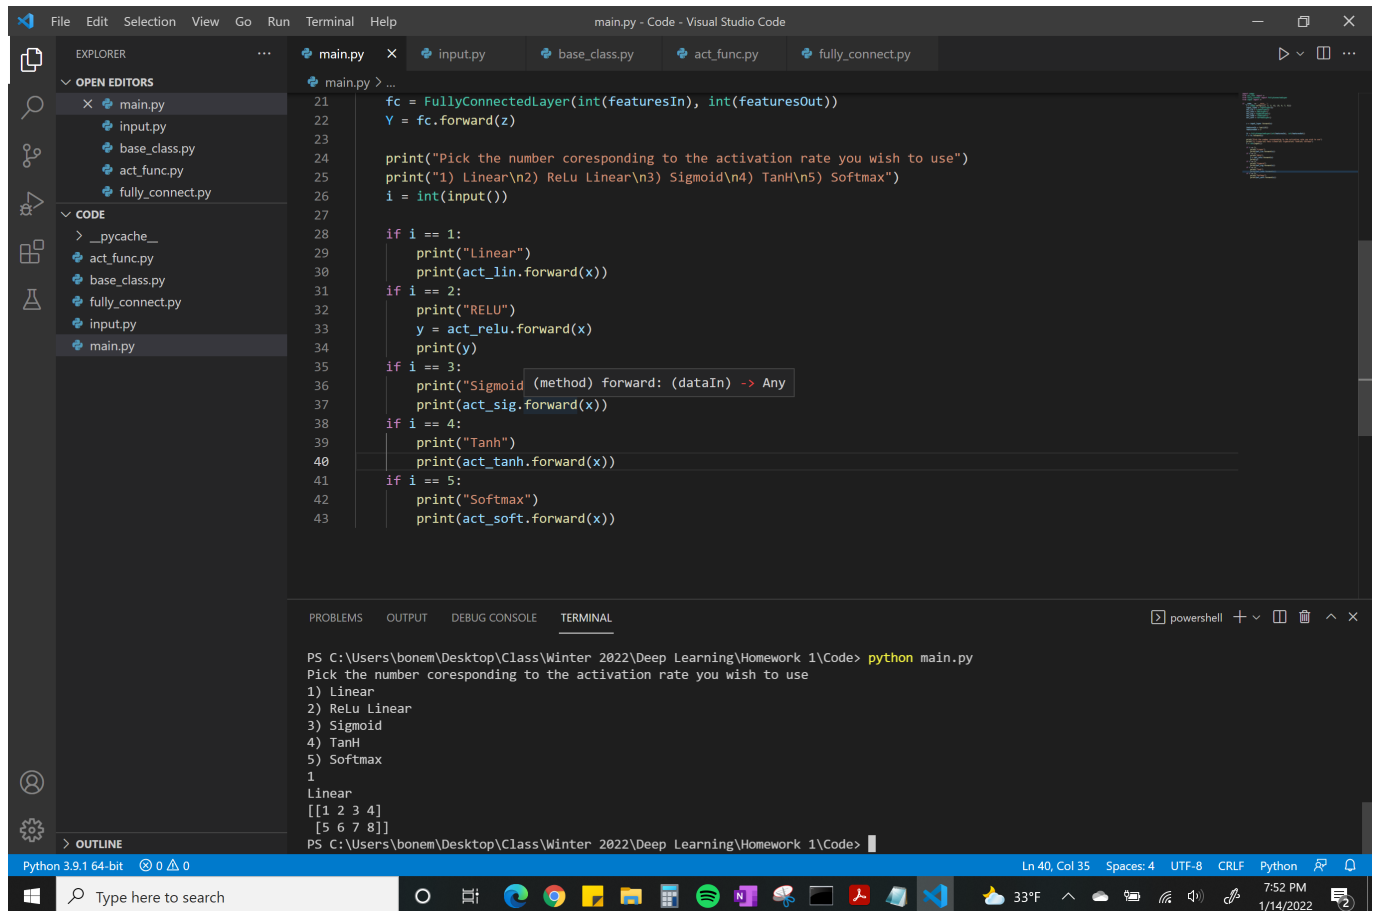 File Edit Selection View Go Run Terminal Help
main.py - Code - Visual Studio Code
EXPLORER
OPEN EDITORS
main.py
input.py
base_class.py
act_func.py
fully_connect.py
CODE
__pycache__
act_func.py
base_class.py
fully_connect.py
input.py
main.py
OUTLINE
main.py input.py base_class.py act_func.py fully_connect.py
main.py > ...
21 fc = FullyConnectedLayer(int(featuresIn), int(featuresOut))
22 Y = fc.forward(z)
23
24 print("Pick the number coresponding to the activation rate you wish to use")
25 print("1) Linear\n2) ReLu Linear\n3) Sigmoid\n4) TanH\n5) Softmax")
26 i = int(input())
27
28 if i == 1:
29 print("Linear")
30 print(act_lin.forward(x))
31 if i == 2:
32 print("RELU")
33 y = act_relu.forward(x)
34 print(y)
35 if i == 3:
36 print("Sigmoid
(method) forward: (dataIn) -> Any
37 print(act_sig.forward(x))
38 if i == 4:
39 print("Tanh")
40 print(act_tanh.forward(x))
41 if i == 5:
42 print("Softmax")
43 print(act_soft.forward(x))
PROBLEMS OUTPUT DEBUG CONSOLE TERMINAL
powershell
PS C:\Users\bonem\Desktop\Class\Winter 2022\Deep Learning\Homework 1\Code> python main.py
Pick the number coresponding to the activation rate you wish to use
1) Linear
2) ReLu Linear
3) Sigmoid
4) TanH
5) Softmax
1
Linear
[[1 2 3 4]
[5 6 7 8]]
PS C:\Users\bonem\Desktop\Class\Winter 2022\Deep Learning\Homework 1\Code>
Python 3.9.1 64-bit 0 0
Ln 40, Col 35 Spaces: 4 UTF-8 CRLF Python
Type here to search
33°F
7:52 PM
1/14/2022
2